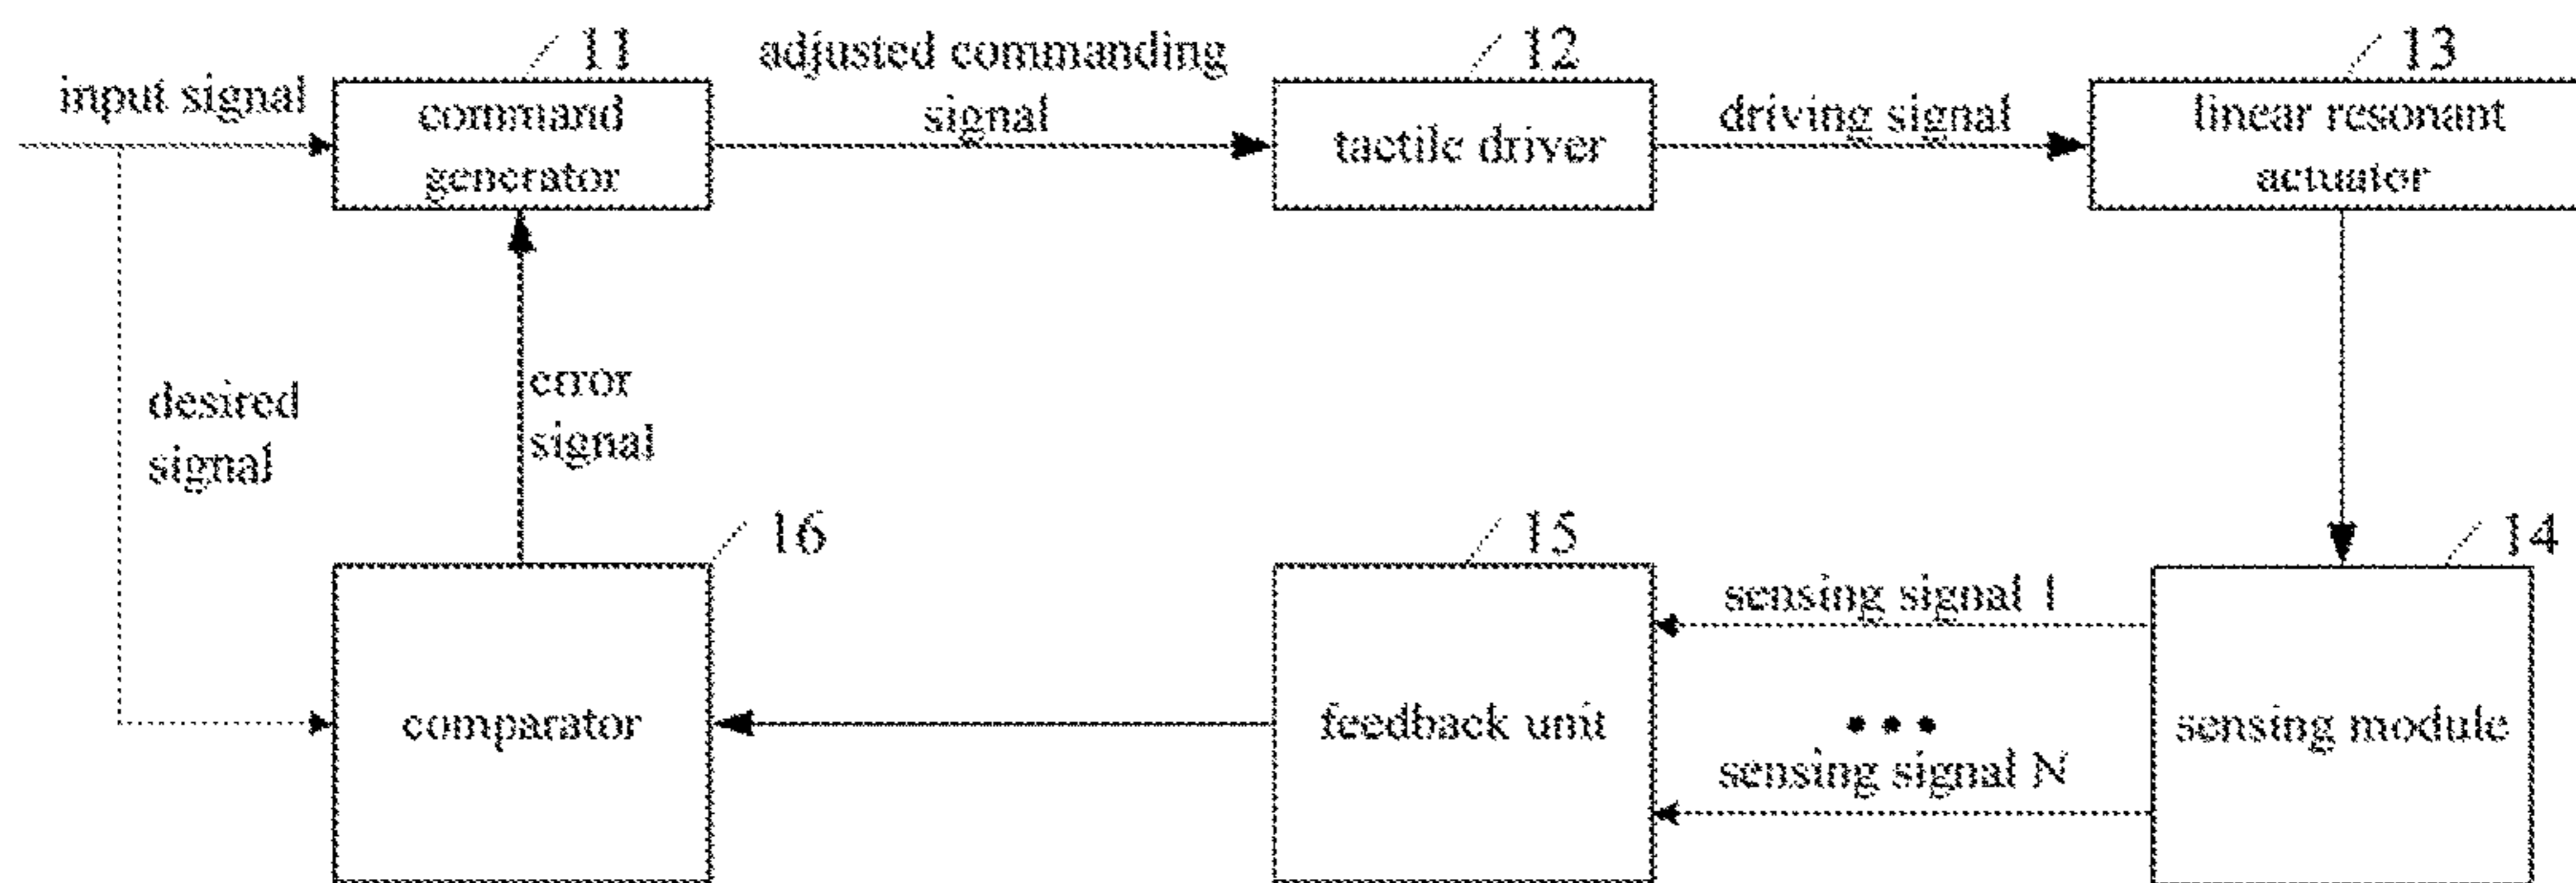 11
12
13
input signal
command
generator
adjusted commanding
signal
tactile driver
driving signal
linear resonant
actuator
desired
signal
error
signal
16
15
14
comparator
feedback unit
sensing signal 1
sensing signal N
sensing module